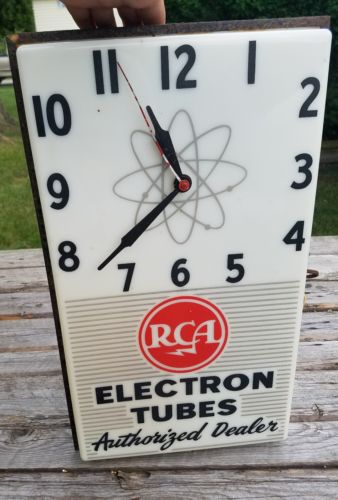 11 12 1
10 2
9 3
8 4
7 6 5
RCA
ELECTRON
TUBES
Authorized Dealer